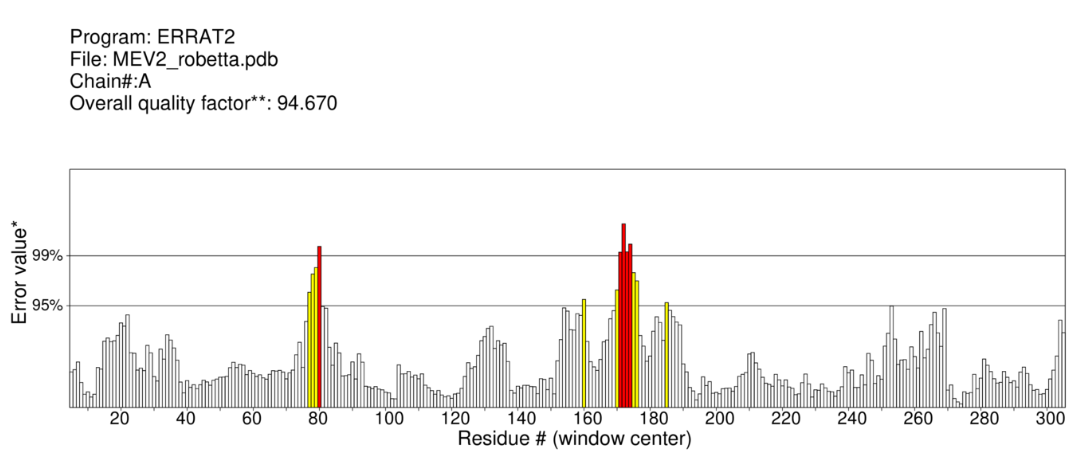 Program: ERRAT2
File: MEV2_robetta.pdb
Chain#:A
Overall quality factor**: 94.670
Error value*
99%
95%
20 40 60 80 100 120 140 160 180 200 220 240 260 280 300
Residue # (window center)